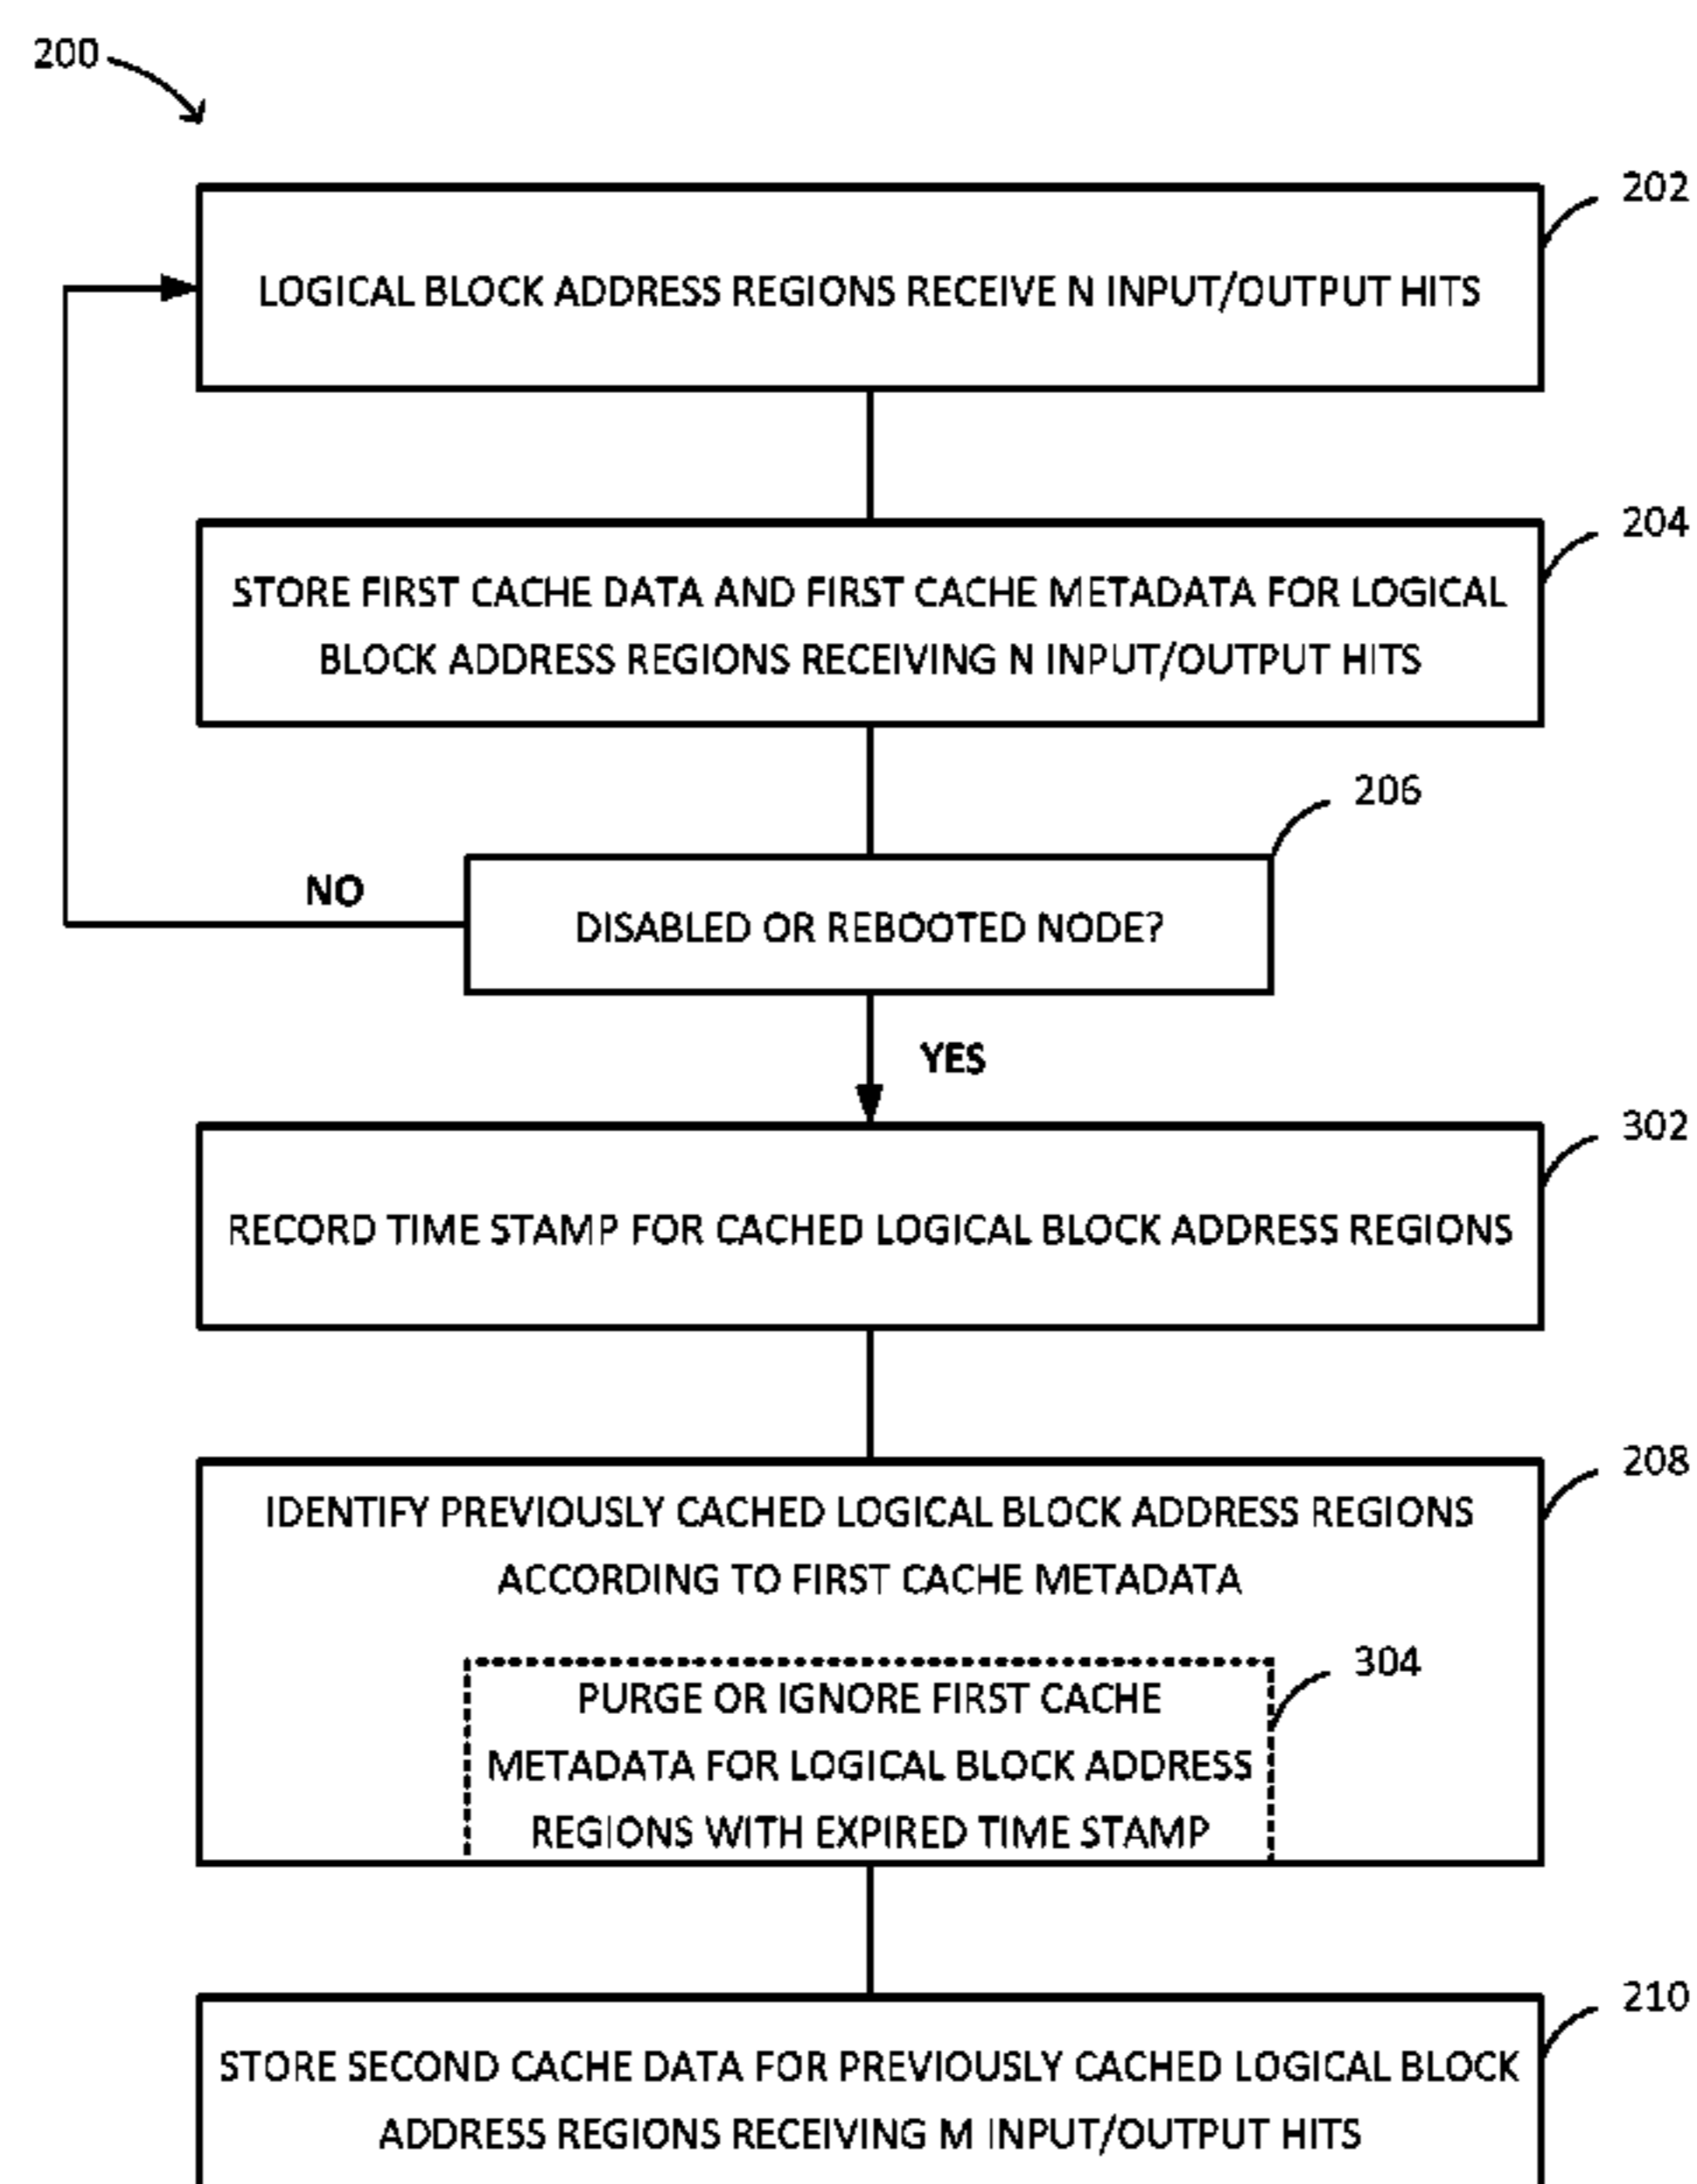 200
202
LOGICAL BLOCK ADDRESS REGIONS RECEIVE N INPUT/OUTPUT HITS
204
STORE FIRST CACHE DATA AND FIRST CACHE METADATA FOR LOGICAL
BLOCK ADDRESS REGIONS RECEIVING N INPUT/OUTPUT HITS
206
NO
DISABLED OR REBOOTED NODE?
YES
302
RECORD TIME STAMP FOR CACHED LOGICAL BLOCK ADDRESS REGIONS
208
IDENTIFY PREVIOUSLY CACHED LOGICAL BLOCK ADDRESS REGIONS
ACCORDING TO FIRST CACHE METADATA
304
PURGE OR IGNORE FIRST CACHE
METADATA FOR LOGICAL BLOCK ADDRESS
REGIONS WITH EXPIRED TIME STAMP
210
STORE SECOND CACHE DATA FOR PREVIOUSLY CACHED LOGICAL BLOCK
ADDRESS REGIONS RECEIVING M INPUT/OUTPUT HITS